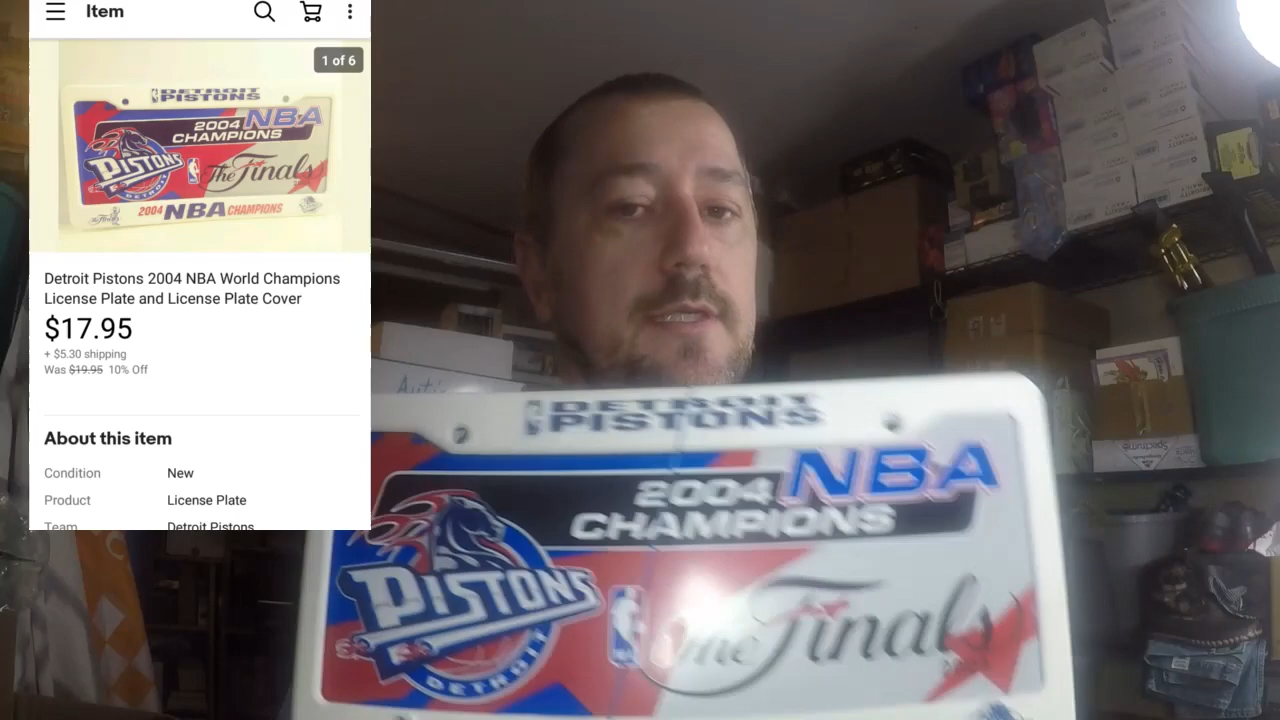 Item
1 of 6
DETROIT
PISTONS
2004 NBA
CHAMPIONS
PISTONS
DETROIT
The Finals
2004 NBA CHAMPIONS
Detroit Pistons 2004 NBA World Champions
License Plate and License Plate Cover
$17.95
+ $5.30 shipping
Was $19.95 10% Off
About this item
Condition New
Product License Plate
Team Detroit Pistons
DETROIT
PISTONS
2004 NBA
CHAMPIONS
PISTONS
DETROIT
The Finals
Spectrum